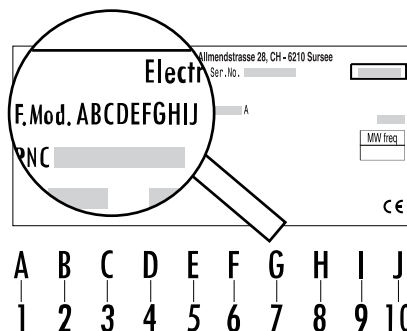 Allmendstrasse 28, CH - 6210 Sursee
Electr
Ser.No.
F.Mod. ABCDEFGHIJ
A
PNC
MW freq
CE
A B C D E F G H I J
1 2 3 4 5 6 7 8 9 10